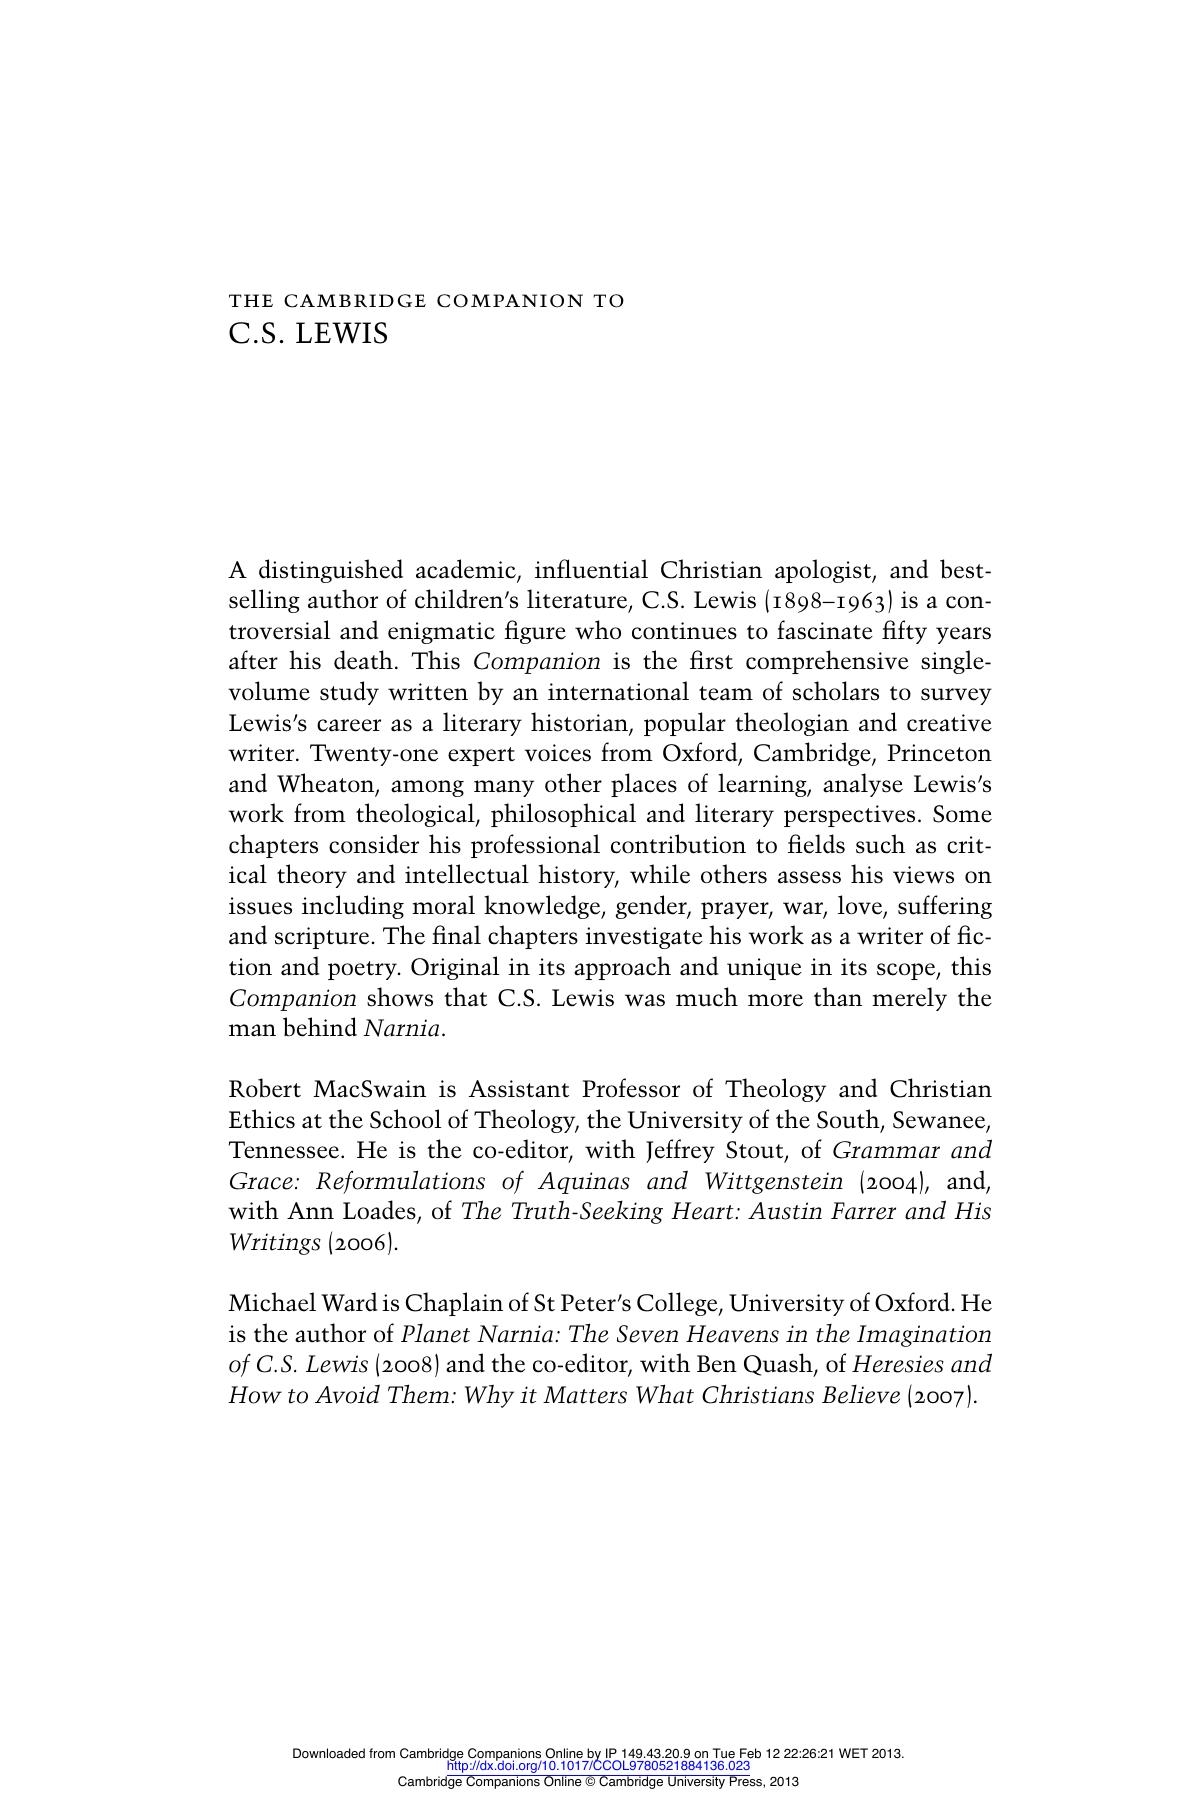 THE CAMBRIDGE COMPANION TO
C.S. LEWIS
A distinguished academic, influential Christian apologist, and best-
selling author of children’s literature, C.S. Lewis (1898–1963) is a con-
troversial and enigmatic figure who continues to fascinate fifty years
after his death. This Companion is the first comprehensive single-
volume study written by an international team of scholars to survey
Lewis’s career as a literary historian, popular theologian and creative
writer. Twenty-one expert voices from Oxford, Cambridge, Princeton
and Wheaton, among many other places of learning, analyse Lewis’s
work from theological, philosophical and literary perspectives. Some
chapters consider his professional contribution to fields such as crit-
ical theory and intellectual history, while others assess his views on
issues including moral knowledge, gender, prayer, war, love, suffering
and scripture. The final chapters investigate his work as a writer of fic-
tion and poetry. Original in its approach and unique in its scope, this
Companion shows that C.S. Lewis was much more than merely the
man behind Narnia.
Robert MacSwain is Assistant Professor of Theology and Christian
Ethics at the School of Theology, the University of the South, Sewanee,
Tennessee. He is the co-editor, with Jeffrey Stout, of Grammar and
Grace: Reformulations of Aquinas and Wittgenstein (2004), and,
with Ann Loades, of The Truth-Seeking Heart: Austin Farrer and His
Writings (2006).
Michael Ward is Chaplain of St Peter’s College, University of Oxford. He
is the author of Planet Narnia: The Seven Heavens in the Imagination
of C.S. Lewis (2008) and the co-editor, with Ben Quash, of Heresies and
How to Avoid Them: Why it Matters What Christians Believe (2007).
Downloaded from Cambridge Companions Online by IP 149.43.20.9 on Tue Feb 12 22:26:21 WET 2013.
http://dx.doi.org/10.1017/CCOL9780521884136.023
Cambridge Companions Online © Cambridge University Press, 2013